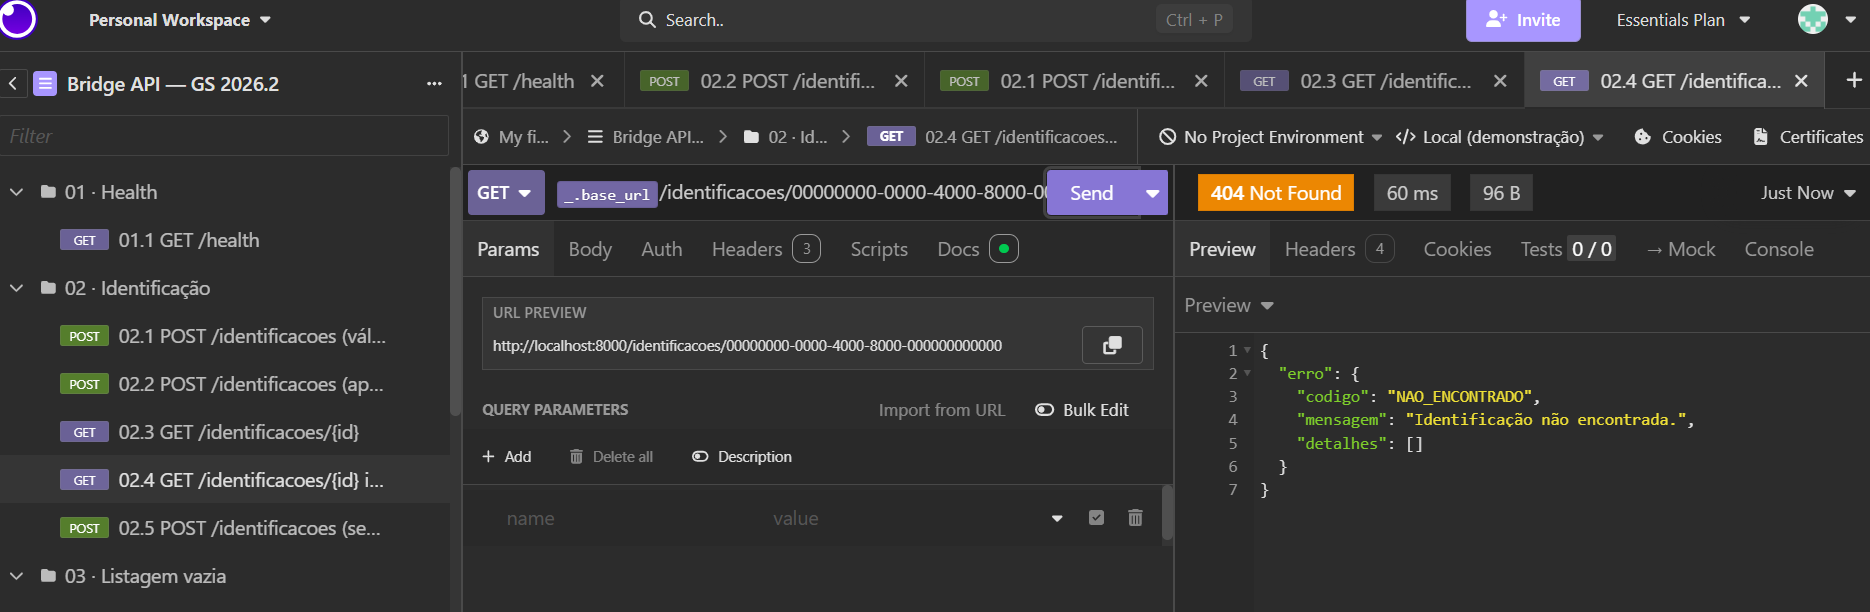 Personal Workspace
Search..
Ctrl + P
Invite
Essentials Plan
Bridge API — GS 2026.2
Filter
01 · Health
GET 01.1 GET /health
02 · Identificação
POST 02.1 POST /identificacoes (vál...
POST 02.2 POST /identificacoes (ap...
GET 02.3 GET /identificacoes/{id}
GET 02.4 GET /identificacoes/{id} i...
POST 02.5 POST /identificacoes (se...
03 · Listagem vazia
1 GET /health
POST 02.2 POST /identifi...
POST 02.1 POST /identifi...
GET 02.3 GET /identific...
GET 02.4 GET /identifica...
My fi... Bridge API... 02 · Id... GET 02.4 GET /identificacoes...
No Project Environment
Local (demonstração)
Cookies
Certificates
GET _.base_url /identificacoes/00000000-0000-4000-8000-0
Send
Params Body Auth Headers 3 Scripts Docs
URL PREVIEW
http://localhost:8000/identificacoes/00000000-0000-4000-8000-000000000000
QUERY PARAMETERS
Import from URL
Bulk Edit
Add
Delete all
Description
name value
404 Not Found 60 ms 96 B
Just Now
Preview Headers 4 Cookies Tests 0 / 0 → Mock Console
Preview
1 {
2 "erro": {
3 "codigo": "NAO_ENCONTRADO",
4 "mensagem": "Identificação não encontrada.",
5 "detalhes": []
6 }
7 }